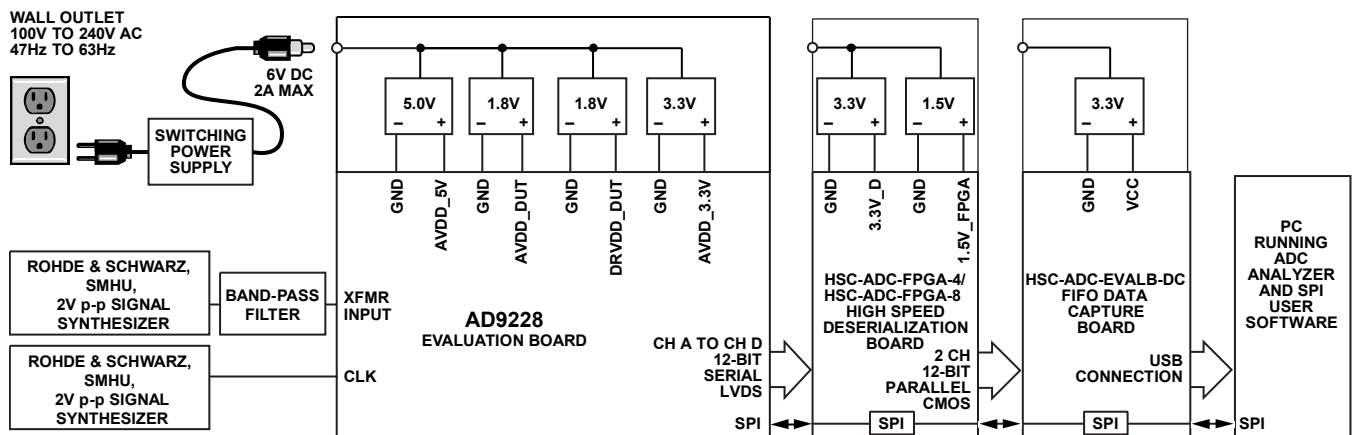 WALL OUTLET
100V TO 240V AC
47Hz TO 63Hz
6V DC
2A MAX
SWITCHING
POWER
SUPPLY
5.0V
– +
1.8V
– +
1.8V
– +
3.3V
– +
GND
AVDD_5V
GND
AVDD_DUT
GND
DRVDD_DUT
GND
AVDD_3.3V
3.3V
– +
1.5V
– +
GND
3.3V_D
GND
1.5V_FPGA
3.3V
– +
GND
VCC
ROHDE & SCHWARZ,
SMHU,
2V p-p SIGNAL
SYNTHESIZER
BAND-PASS
FILTER
XFMR
INPUT
ROHDE & SCHWARZ,
SMHU,
2V p-p SIGNAL
SYNTHESIZER
CLK
AD9228
EVALUATION BOARD
CH A TO CH D
12-BIT
SERIAL
LVDS
SPI
HSC-ADC-FPGA-4/
HSC-ADC-FPGA-8
HIGH SPEED
DESERIALIZATION
BOARD
2 CH
12-BIT
PARALLEL
CMOS
SPI
HSC-ADC-EVALB-DC
FIFO DATA
CAPTURE
BOARD
USB
CONNECTION
SPI
PC
RUNNING
ADC
ANALYZER
AND SPI
USER
SOFTWARE
SPI